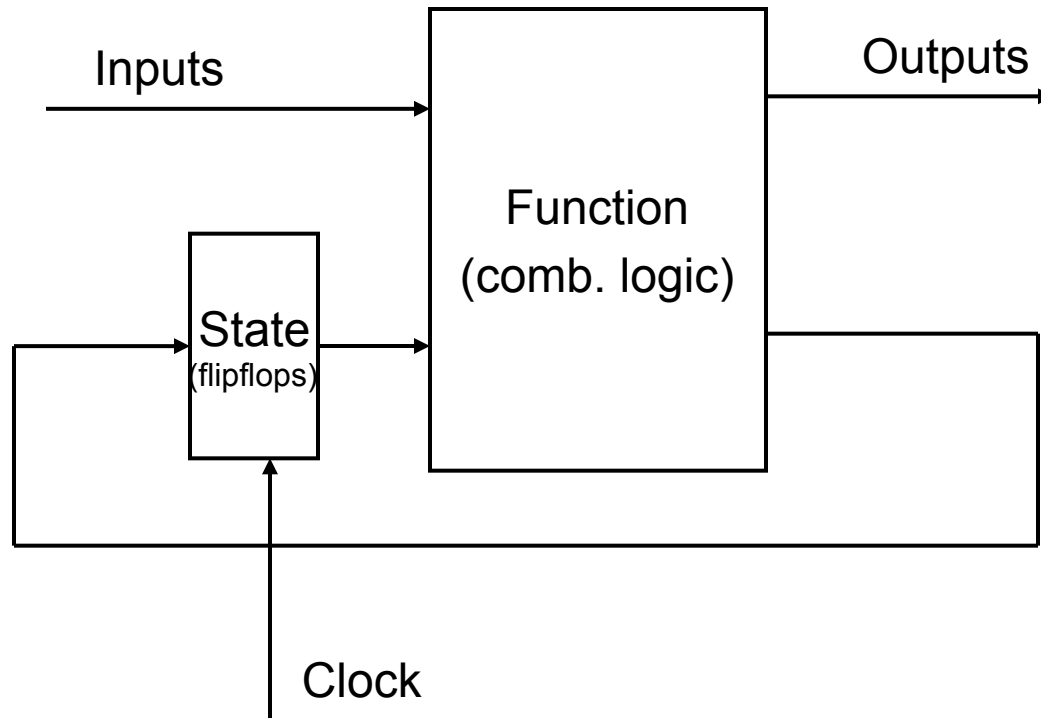 Inputs
Outputs
Function
(comb. logic)
State
(flipflops)
Clock